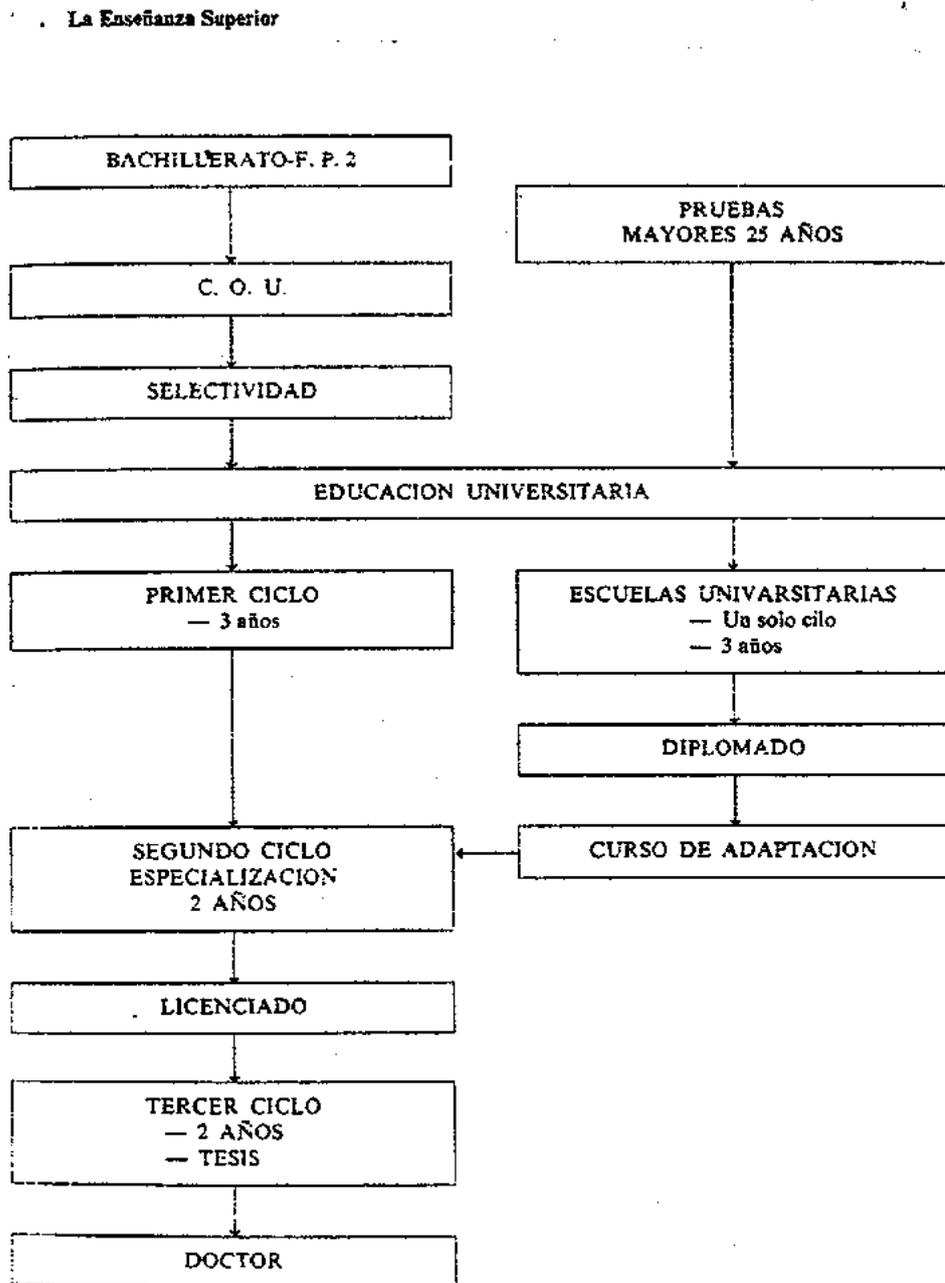 La Enseñanza Superior
BACHILLERATO-F. P. 2
PRUEBAS
MAYORES 25 AÑOS
C. O. U.
SELECTIVIDAD
EDUCACION UNIVERSITARIA
PRIMER CICLO
— 3 años
ESCUELAS UNIVARSITARIAS
— Un solo cilo
— 3 años
DIPLOMADO
CURSO DE ADAPTACION
SEGUNDO CICLO
ESPECIALIZACION
2 AÑOS
LICENCIADO
TERCER CICLO
— 2 AÑOS
— TESIS
DOCTOR